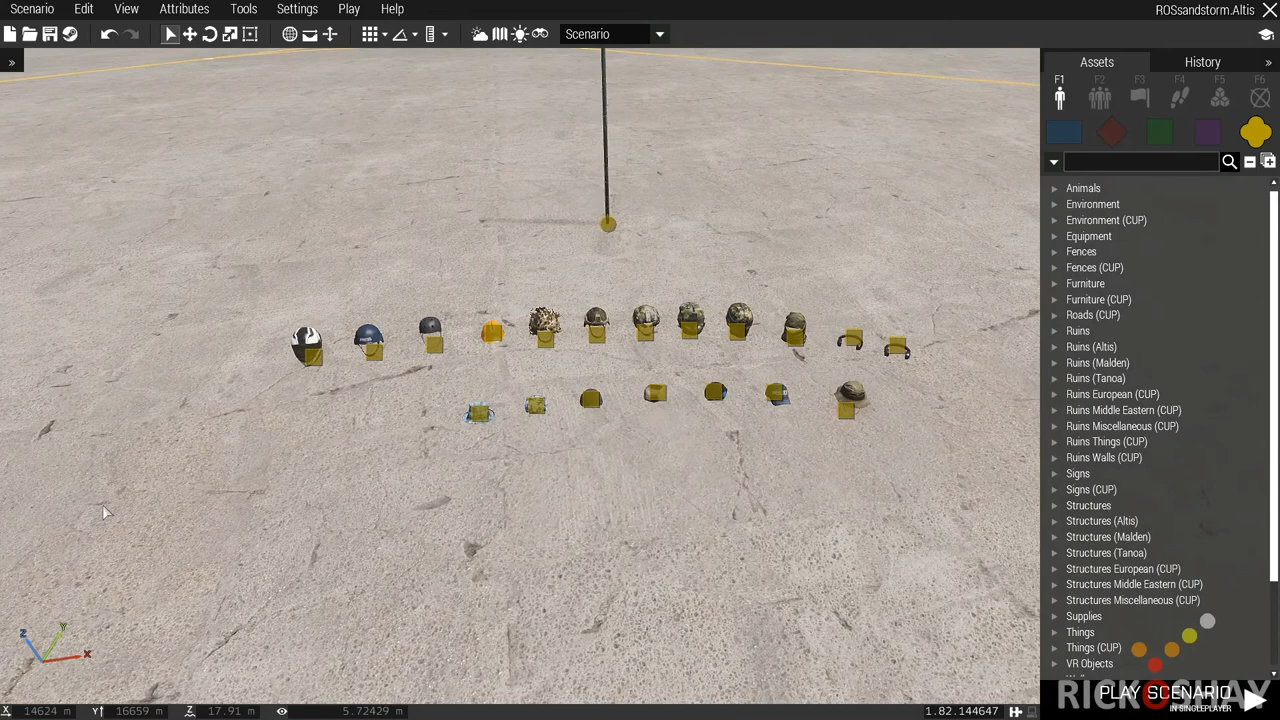 Scenario Edit View Attributes Tools Settings Play Help ROSsandstorm.Altis
Scenario
Assets History
F1 F2 F3 F4 F5 F6
Animals
Environment
Environment (CUP)
Equipment
Fences
Fences (CUP)
Furniture
Furniture (CUP)
Roads (CUP)
Ruins
Ruins (Altis)
Ruins (Malden)
Ruins (Tanoa)
Ruins European (CUP)
Ruins Middle Eastern (CUP)
Ruins Miscellaneous (CUP)
Ruins Things (CUP)
Ruins Walls (CUP)
Signs
Signs (CUP)
Structures
Structures (Altis)
Structures (Malden)
Structures (Tanoa)
Structures European (CUP)
Structures Middle Eastern (CUP)
Structures Miscellaneous (CUP)
Supplies
Things
Things (CUP)
VR Objects
PLAY SCENARIO
IN SINGLEPLAYER
RICKOSHAY
PRESS
Z Y X
X 14624 m Y 16659 m Z 17.91 m 5.72429 m 1.82.144647